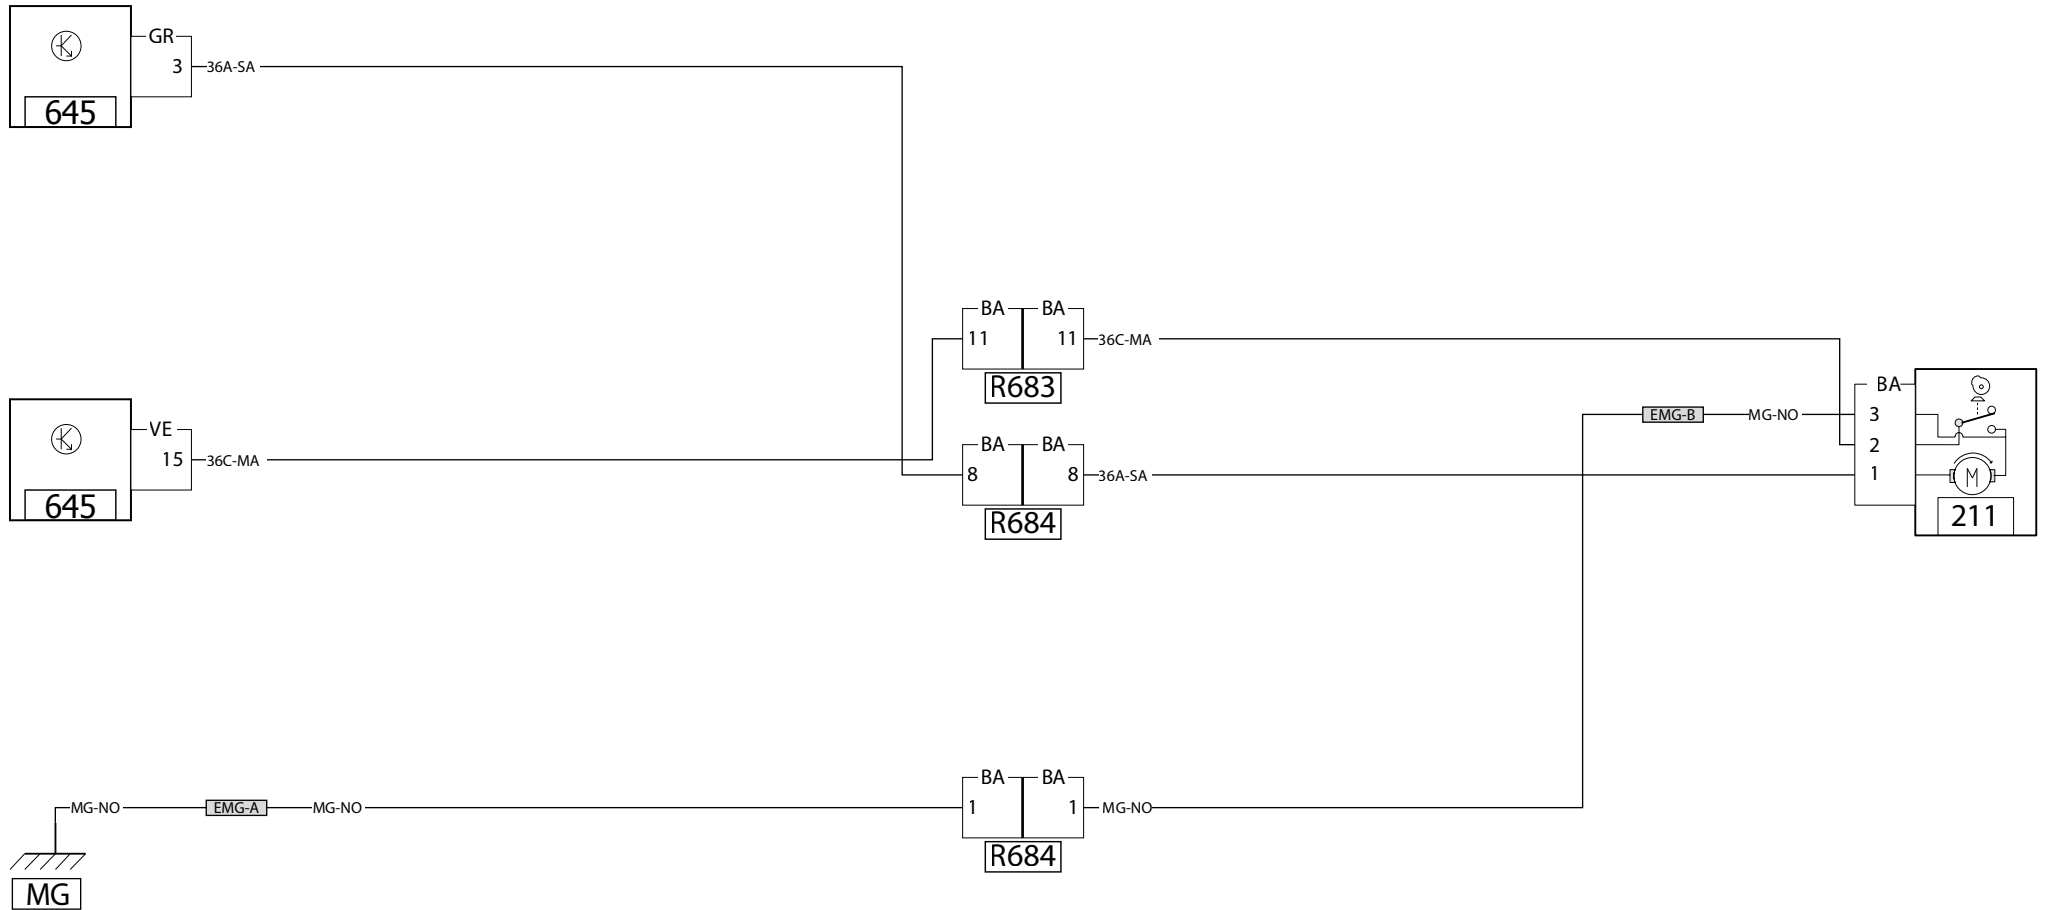 GR
3 36A-SA
645
BA BA
11 11 36C-MA
R683
BA
3
2
1
EMG-B MG-NO
M
211
VE
15 36C-MA
645
BA BA
8 8 36A-SA
R684
BA BA
MG-NO EMG-A MG-NO 1 1 MG-NO
R684
MG